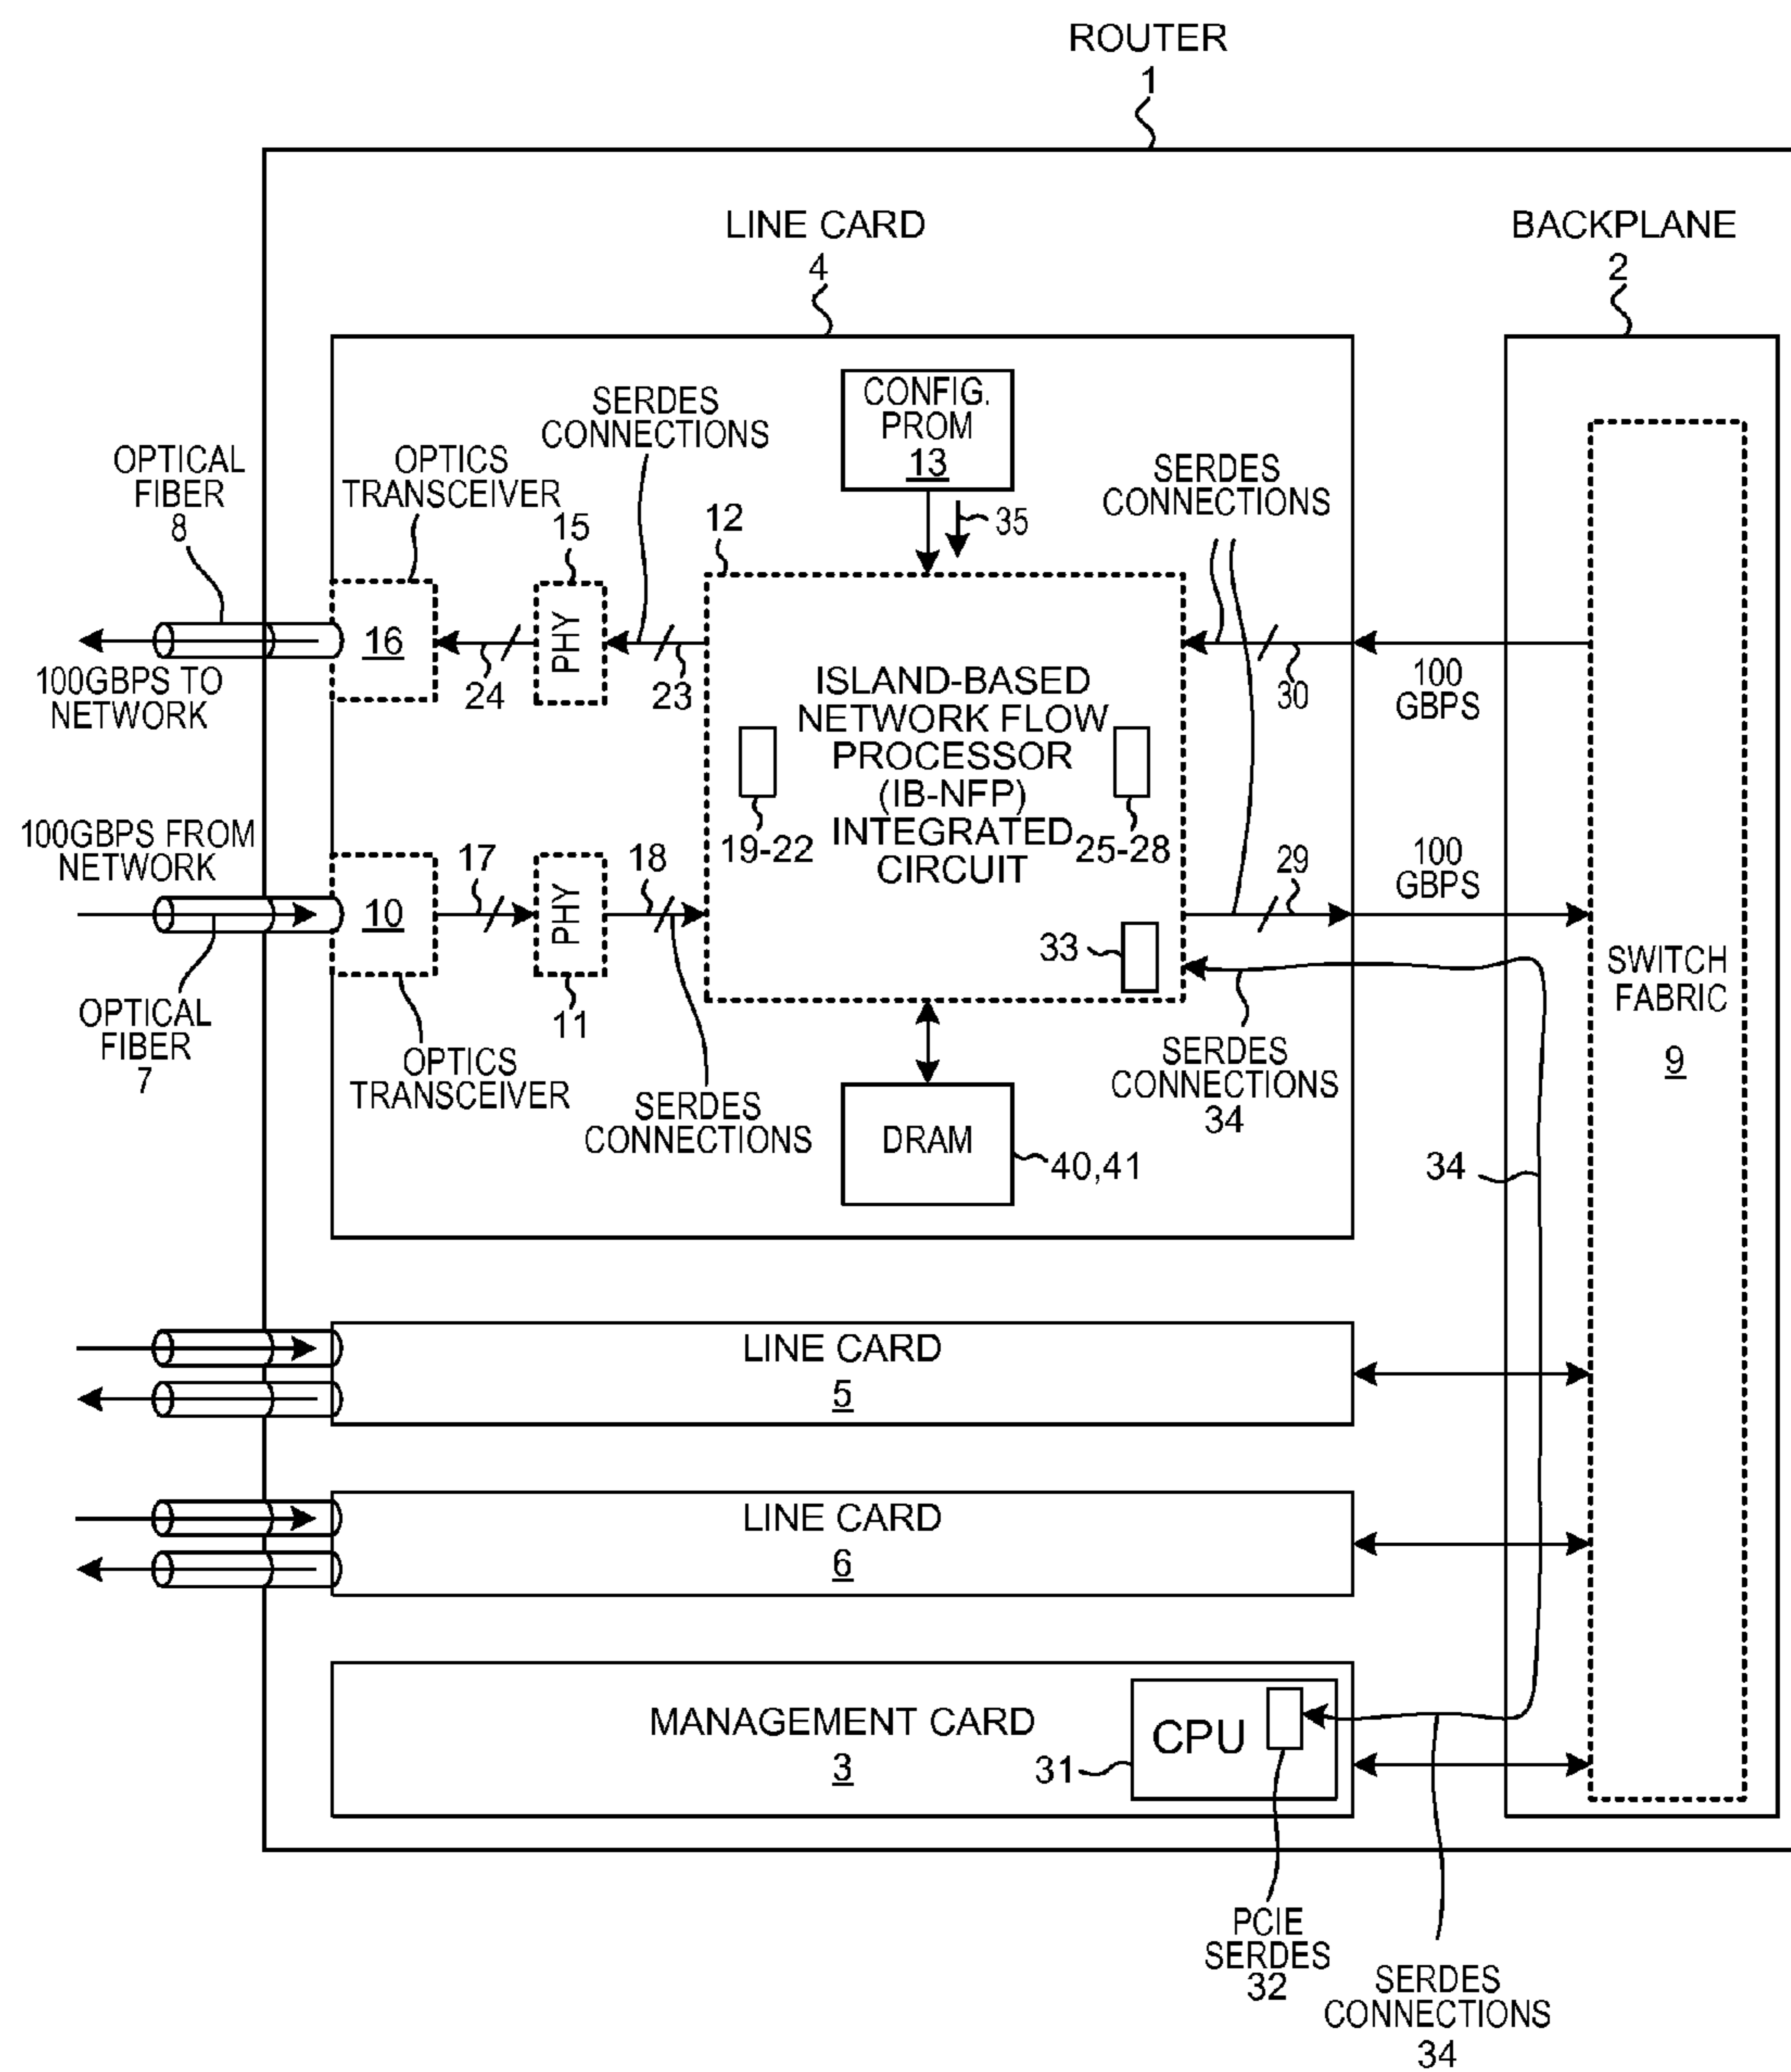 ROUTER
1
LINE CARD
4
BACKPLANE
2
CONFIG.
PROM
13
35
SERDES
CONNECTIONS
OPTICAL
FIBER
8
OPTICS
TRANSCEIVER
15
12
SERDES
CONNECTIONS
16
PHY
24
23
100GBPS TO
NETWORK
ISLAND-BASED
NETWORK FLOW
PROCESSOR
(IB-NFP)
INTEGRATED
CIRCUIT
19-22
25-28
30
100
GBPS
100GBPS FROM
NETWORK
10
17
PHY
18
29
100
GBPS
33
OPTICAL
FIBER
7
11
OPTICS
TRANSCEIVER
SERDES
CONNECTIONS
SERDES
CONNECTIONS
34
DRAM
40,41
34
SWITCH
FABRIC
9
LINE CARD
5
LINE CARD
6
MANAGEMENT CARD
3
31
CPU
PCIE
SERDES
32
SERDES
CONNECTIONS
34